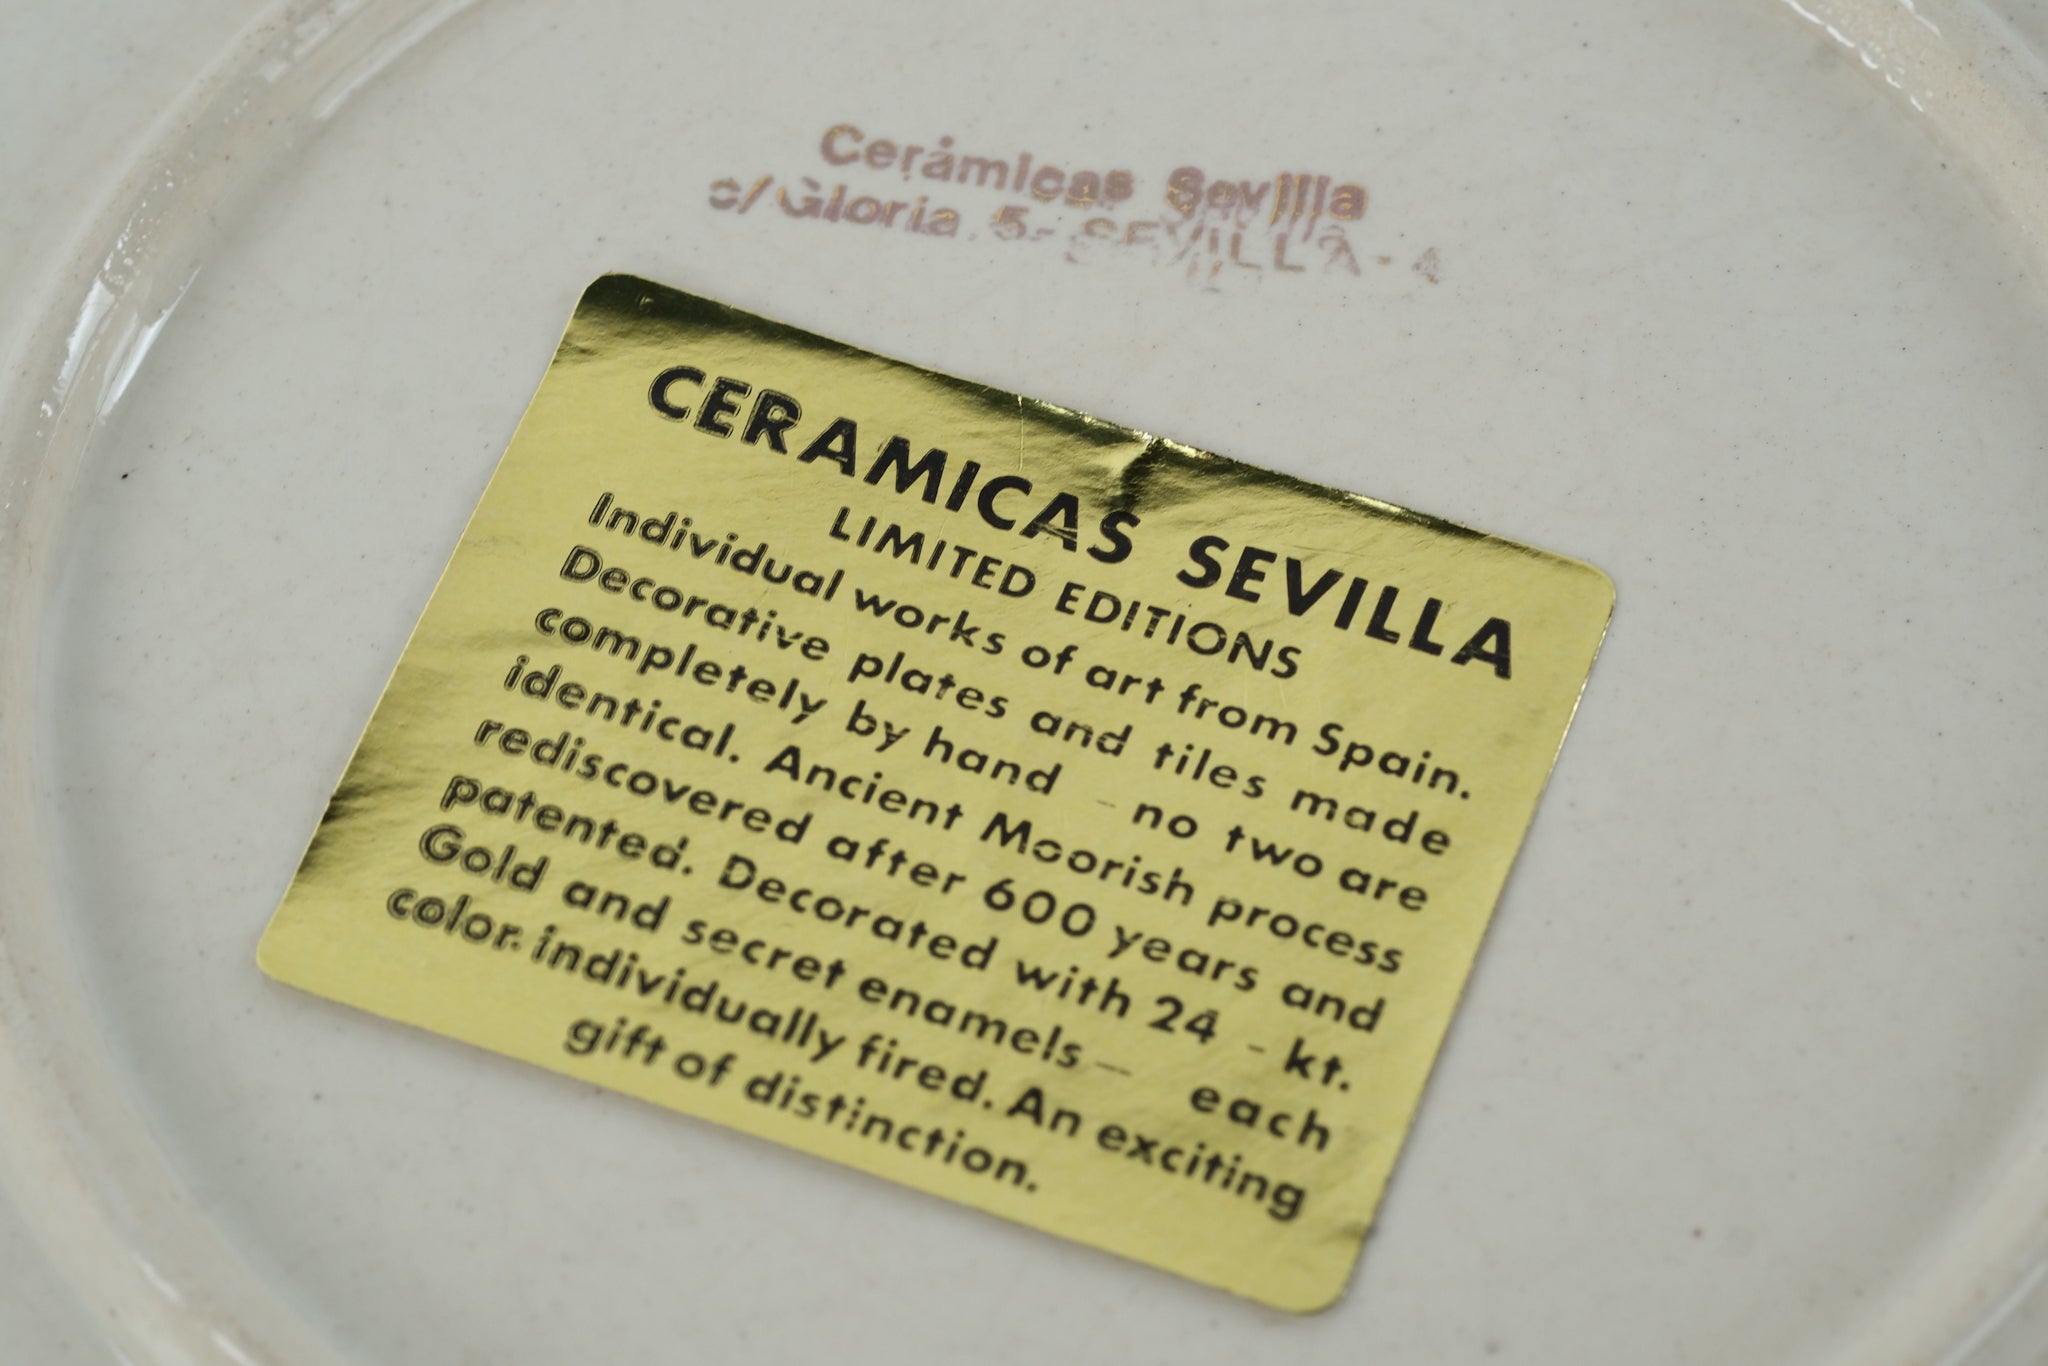 Cerámicas Sevilla
c/Gloria 5- SEVILLA - 4
CERAMICAS SEVILLA
LIMITED EDITIONS
Individual works of art from Spain.
Decorative plates and tiles made
completely by hand - no two are
identical. Ancient Moorish process
rediscovered after 600 years and
patented. Decorated with 24 - kt.
Gold and secret enamels — each
color individually fired. An exciting
gift of distinction.